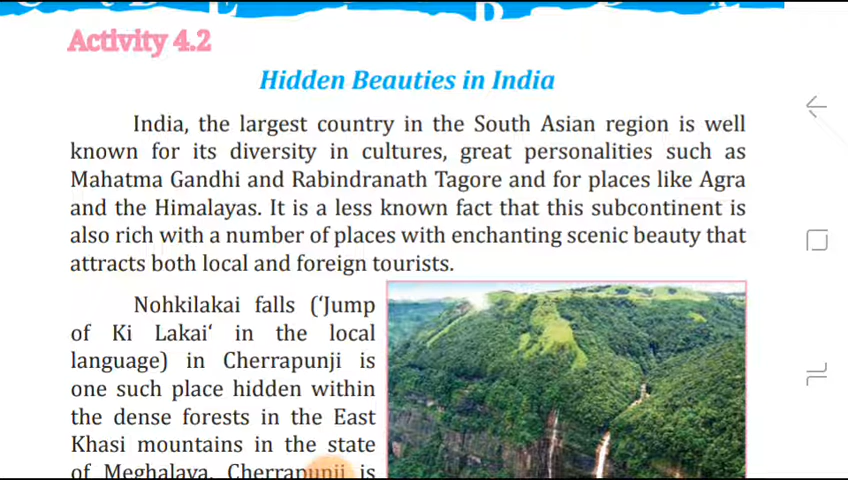 Activity 4.2
Hidden Beauties in India
India, the largest country in the South Asian region is well
known for its diversity in cultures, great personalities such as
Mahatma Gandhi and Rabindranath Tagore and for places like Agra
and the Himalayas. It is a less known fact that this subcontinent is
also rich with a number of places with enchanting scenic beauty that
attracts both local and foreign tourists.
Nohkilakai falls (‘Jump
of Ki Lakai‘ in the local
language) in Cherrapunji is
one such place hidden within
the dense forests in the East
Khasi mountains in the state
of Meghalaya. Cherrapunji is